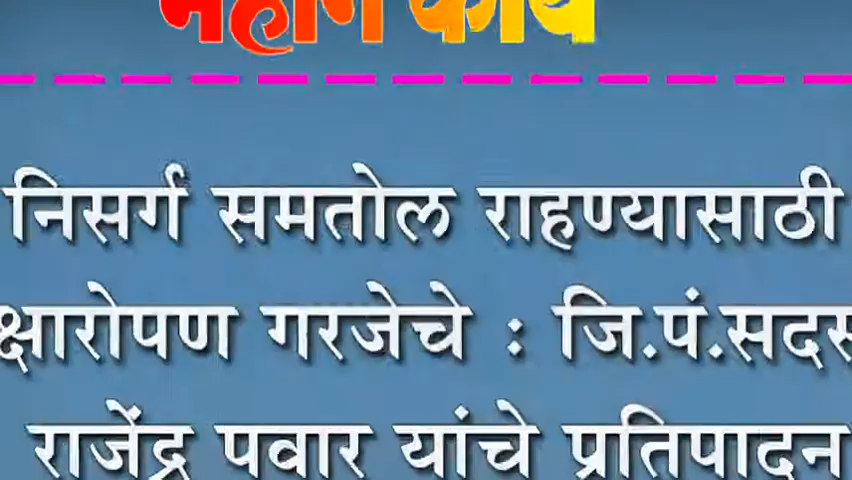 निसर्ग समतोल राहण्यासाठी
क्षारोपण गरजेचे : जि.पं.सदस
राजेंद्र पवार यांचे प्रतिपादन